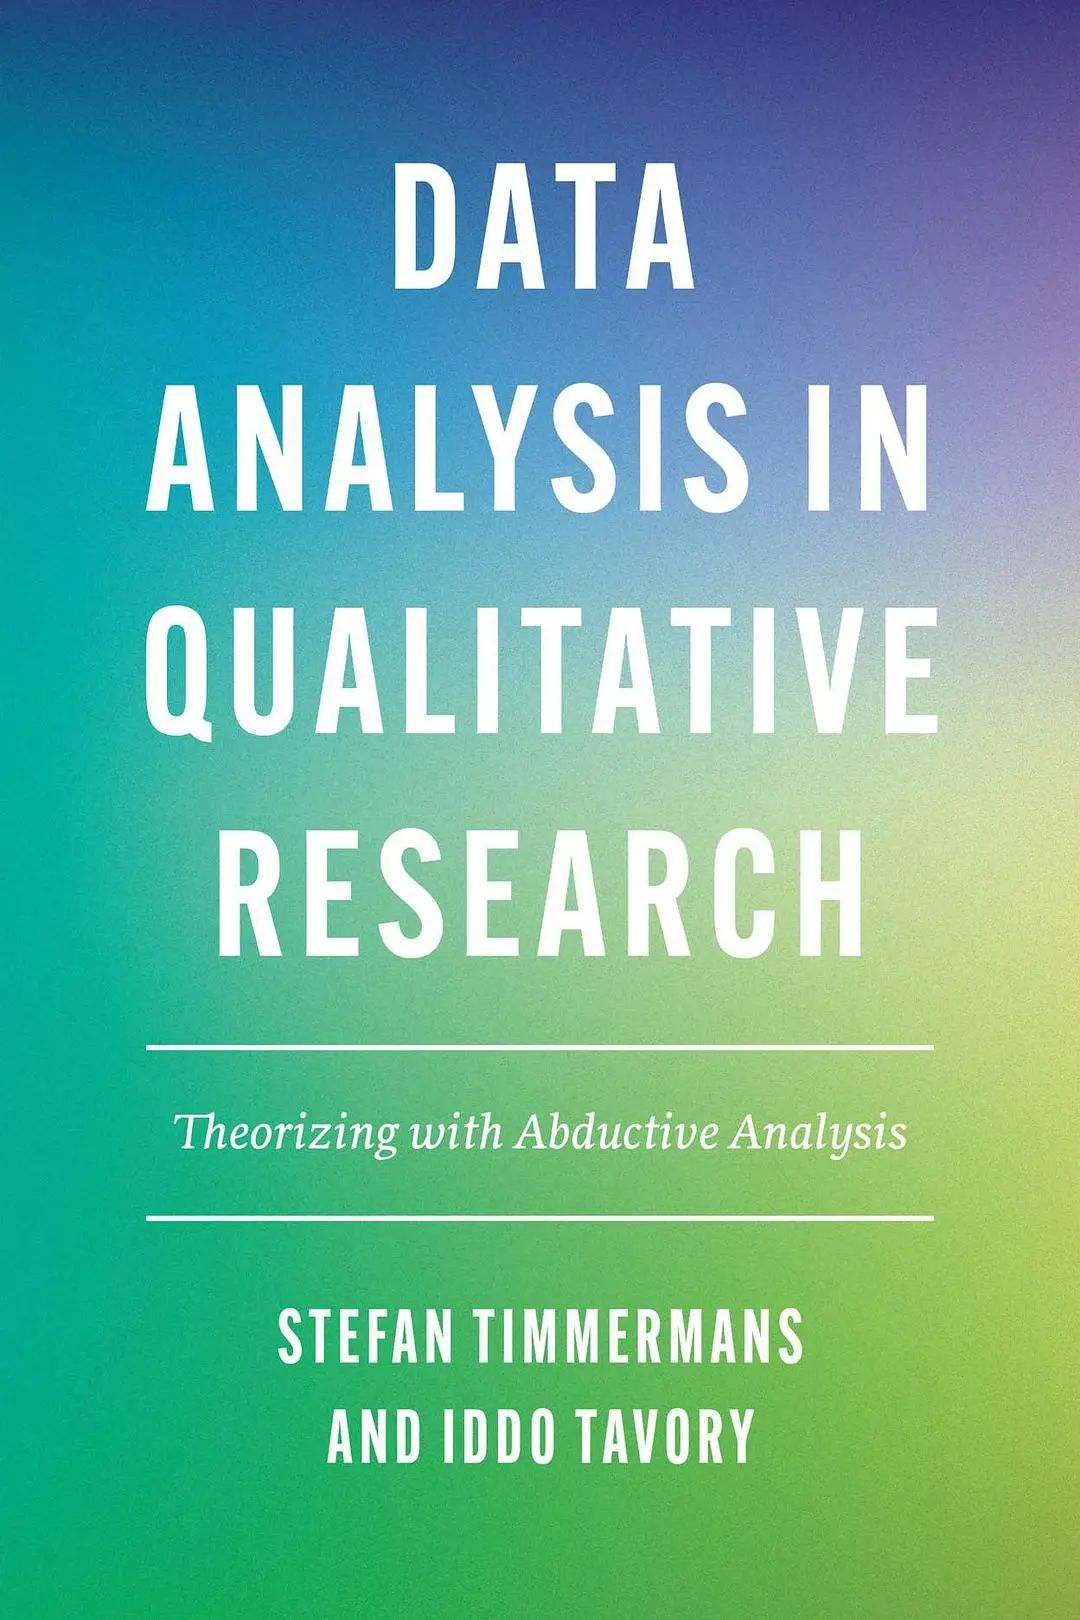 DATA
ANALYSIS IN
QUALITATIVE
RESEARCH
Theorizing with Abductive Analysis
STEFAN TIMMERMANS
AND IDDO TAVORY